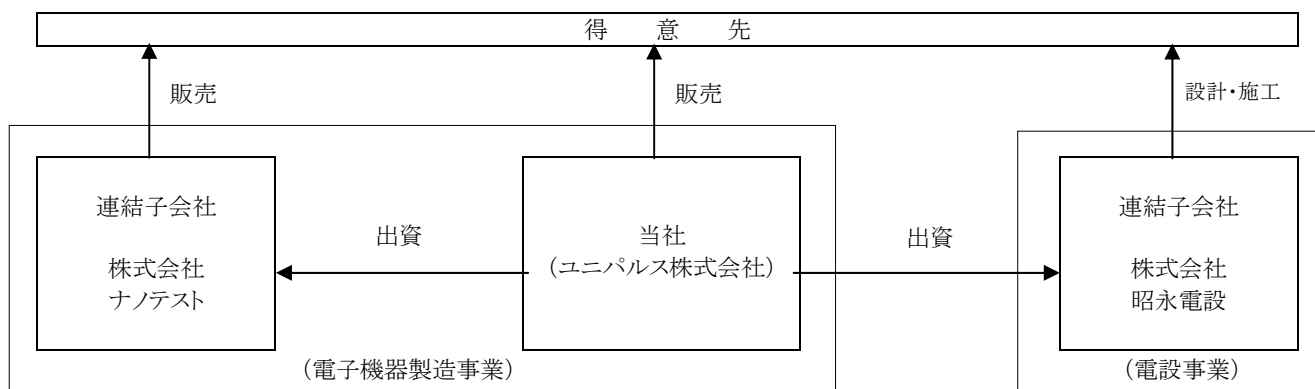 得 意 先
販売
販売
設計・施工
連結子会社
株式会社
ナノテスト
出資
当社
（ユニパルス株式会社）
出資
連結子会社
株式会社
昭永電設
（電子機器製造事業）
（電設事業）